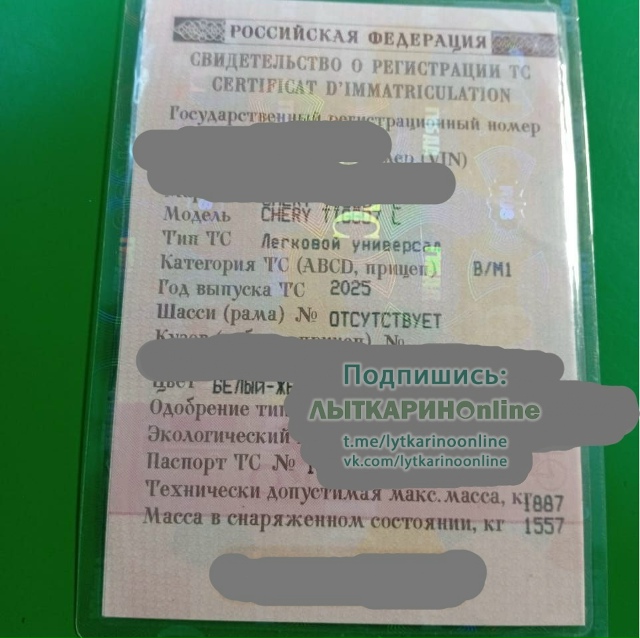 РОССИЙСКАЯ ФЕДЕРАЦИЯ
СВИДЕТЕЛЬСТВО О РЕГИСТРАЦИИ ТС
CERTIFICAT D'IMMATRICULATION
Государственный регистрационный номер
(VIN)
Модель CHERY
Тип ТС Легковой универсал
Категория ТС (ABCD, прицеп) B/M1
Год выпуска ТС 2025
Шасси (рама) № ОТСУТСТВУЕТ
№
Цвет БЕЛЫЙ-
Подпишись:
Одобрение
ЛЫТКАРИНОonline
Экологический
t.me/lytkarinoonline
Паспорт ТС №
vk.com/lytkarinoonline
Технически допустимая макс. масса, кг 1887
Масса в снаряженном состоянии, кг 1557